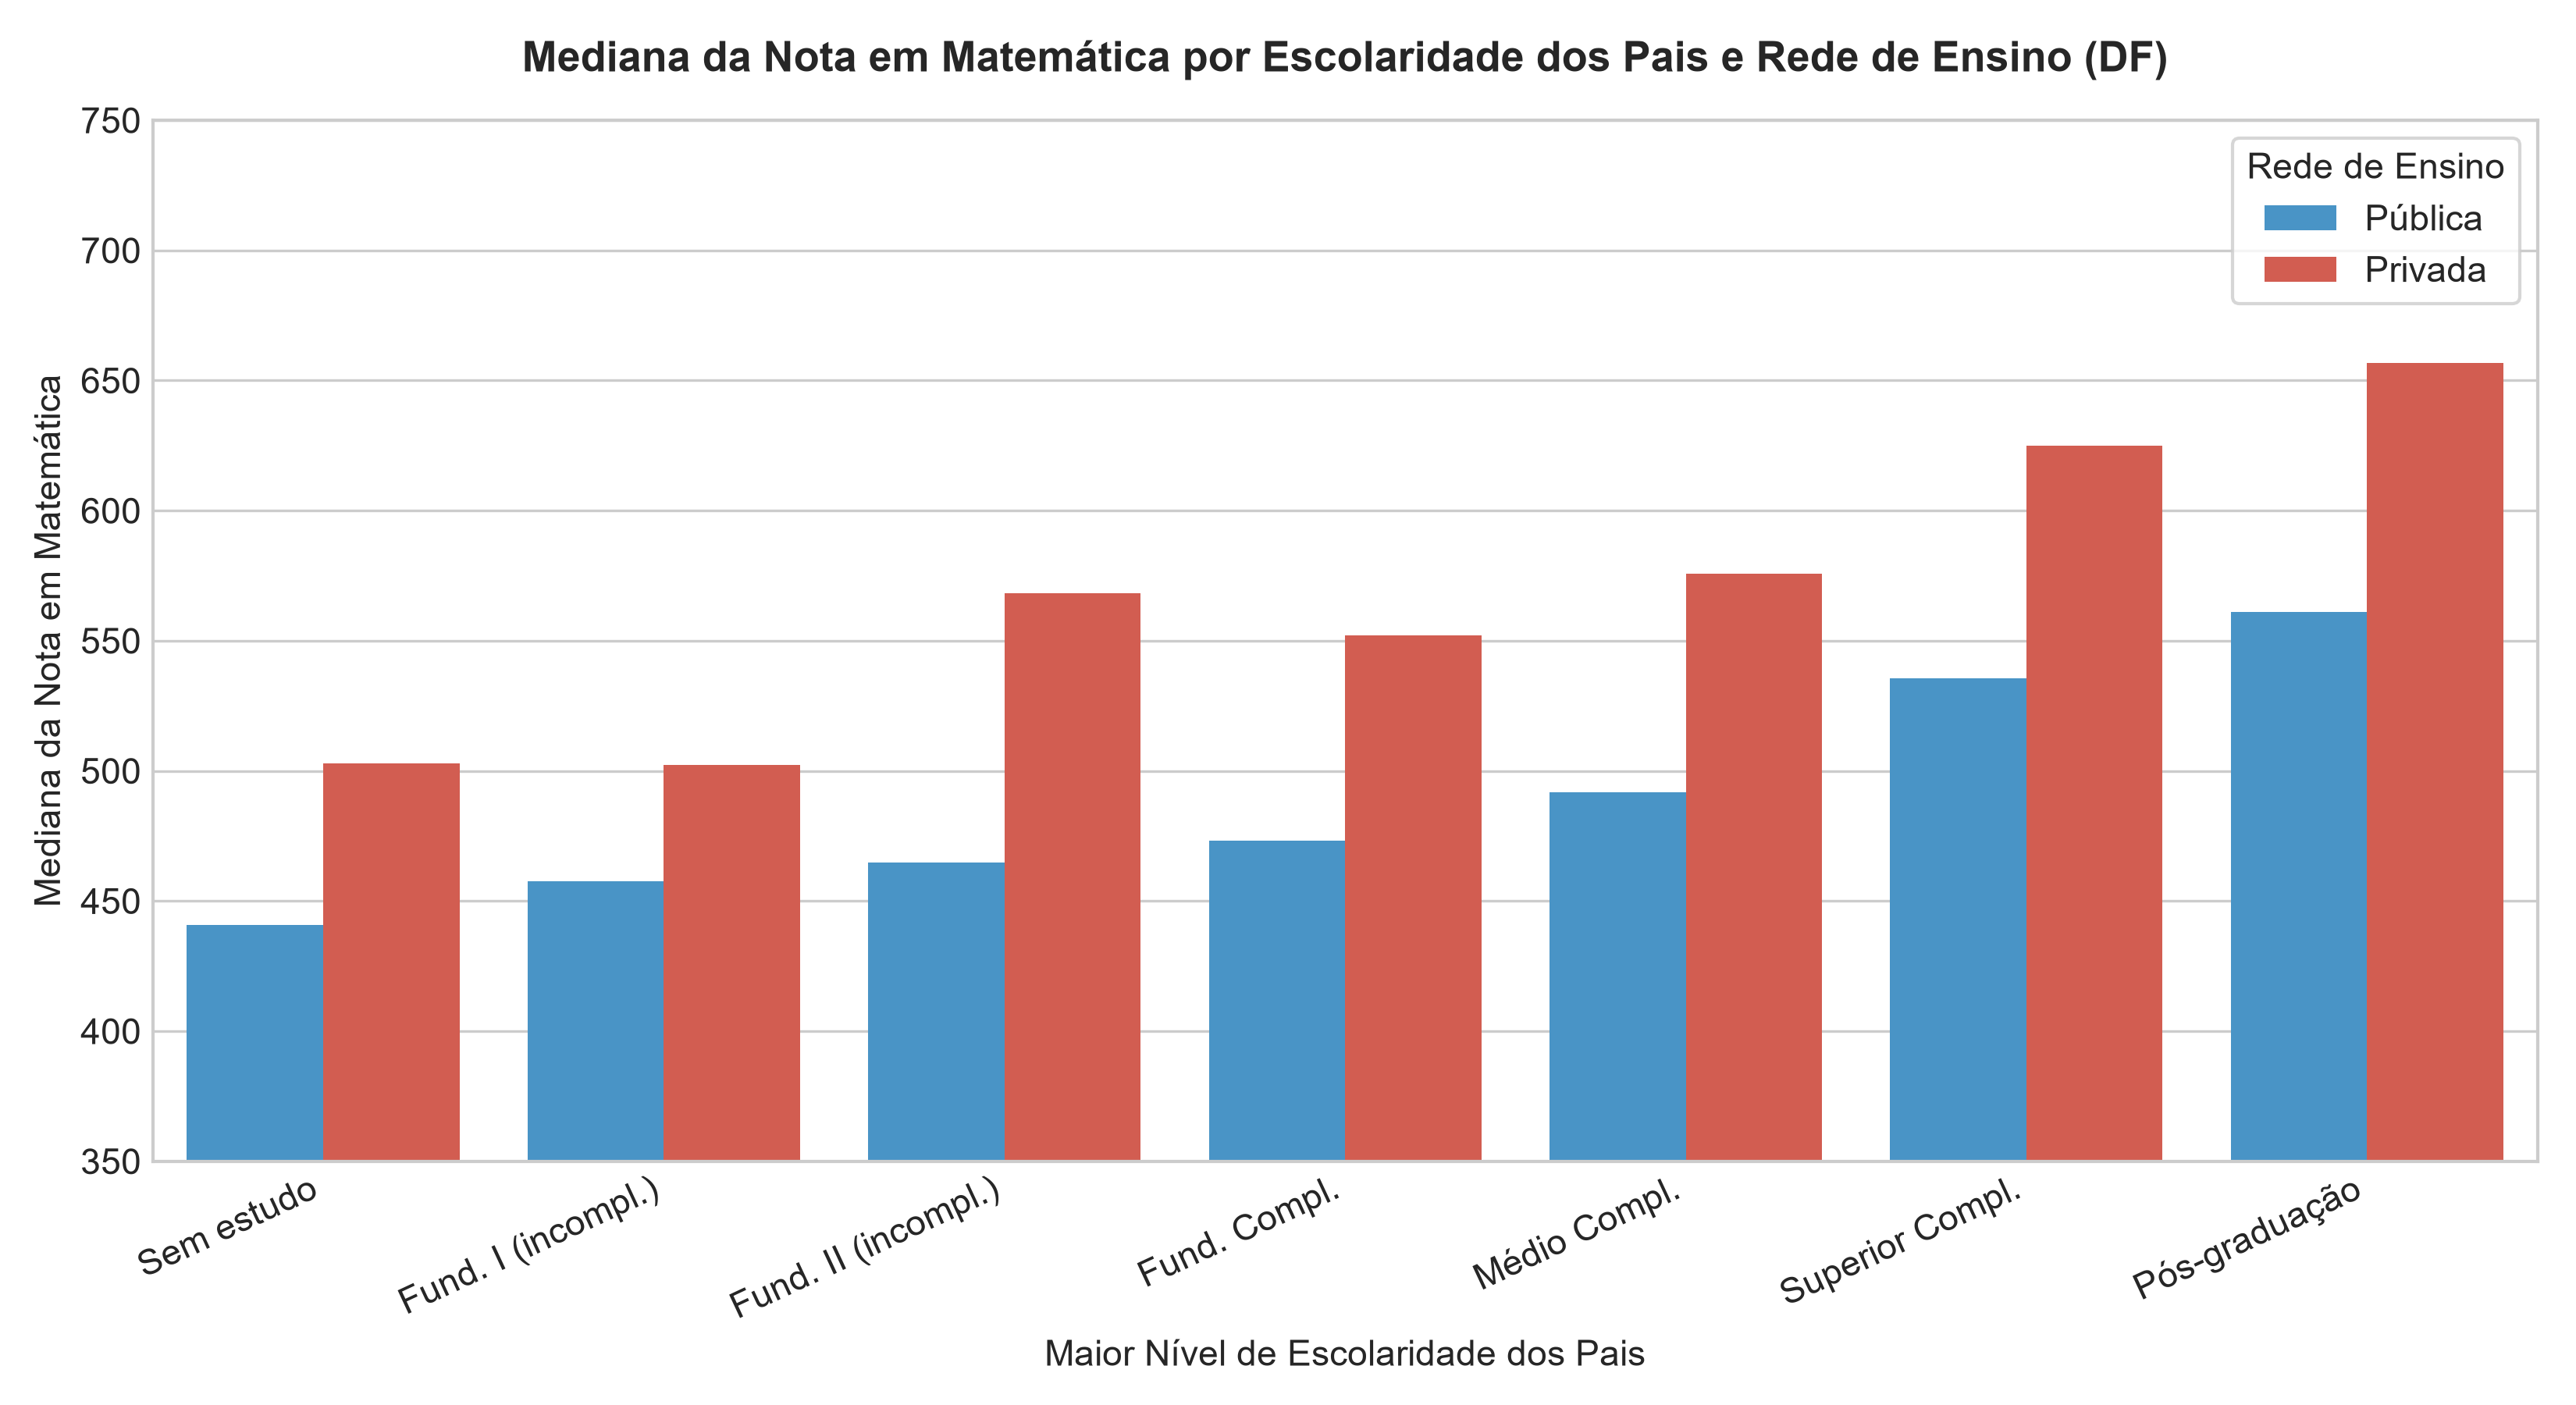 Mediana da Nota em Matemática por Escolaridade dos Pais e Rede de Ensino (DF)
Mediana da Nota em Matemática
750
700
650
600
550
500
450
400
350
Rede de Ensino
Pública
Privada
Sem estudo
Fund. I (incompl.)
Fund. II (incompl.)
Fund. Compl.
Médio Compl.
Superior Compl.
Pós-graduação
Maior Nível de Escolaridade dos Pais